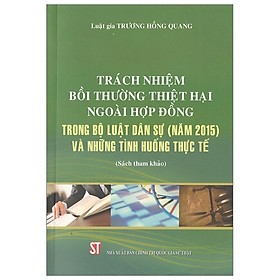 Luật gia TRƯƠNG HỒNG QUANG
TRÁCH NHIỆM
BỒI THƯỜNG THIỆT HẠI
NGOÀI HỢP ĐỒNG
TRONG BỘ LUẬT DÂN SỰ (NĂM 2015)
VÀ NHỮNG TÌNH HUỐNG THỰC TẾ
(Sách tham khảo)
ST
NHÀ XUẤT BẢN CHÍNH TRỊ QUỐC GIA SỰ THẬT